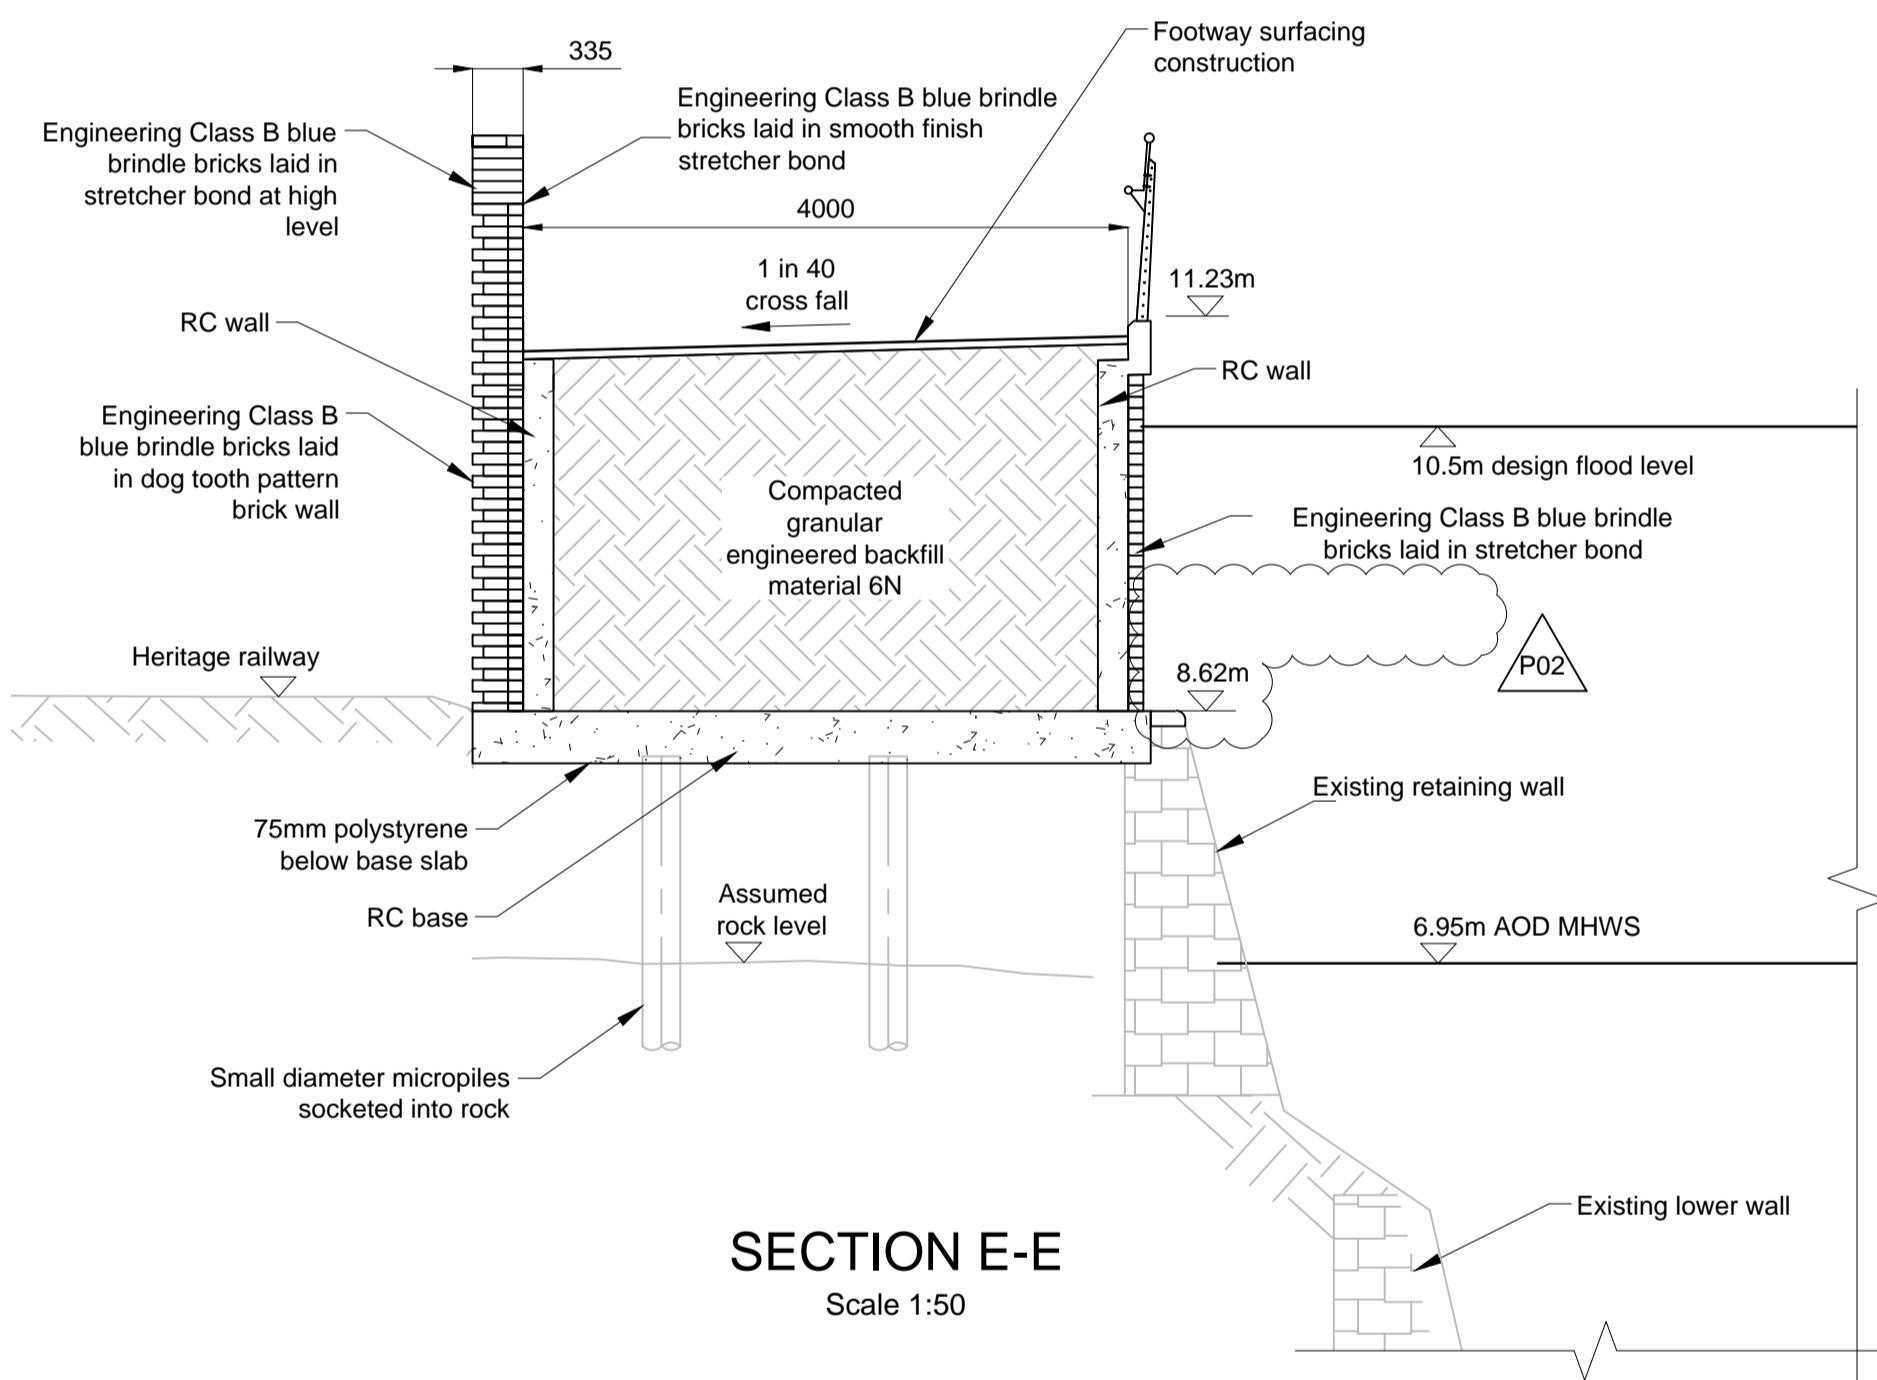 335
Footway surfacing
construction
Engineering Class B blue
brindle bricks laid in
stretcher bond at high
level
Engineering Class B blue brindle
bricks laid in smooth finish
stretcher bond
4000
1 in 40
cross fall
11.23m
RC wall
RC wall
Engineering Class B
blue brindle bricks laid
in dog tooth pattern
brick wall
10.5m design flood level
Compacted
granular
engineered backfill
material 6N
Engineering Class B blue brindle
bricks laid in stretcher bond
Heritage railway
8.62m
P02
75mm polystyrene
below base slab
Existing retaining wall
RC base
Assumed
rock level
6.95m AOD MHWS
Small diameter micropiles
socketed into rock
Existing lower wall
SECTION E-E
Scale 1:50